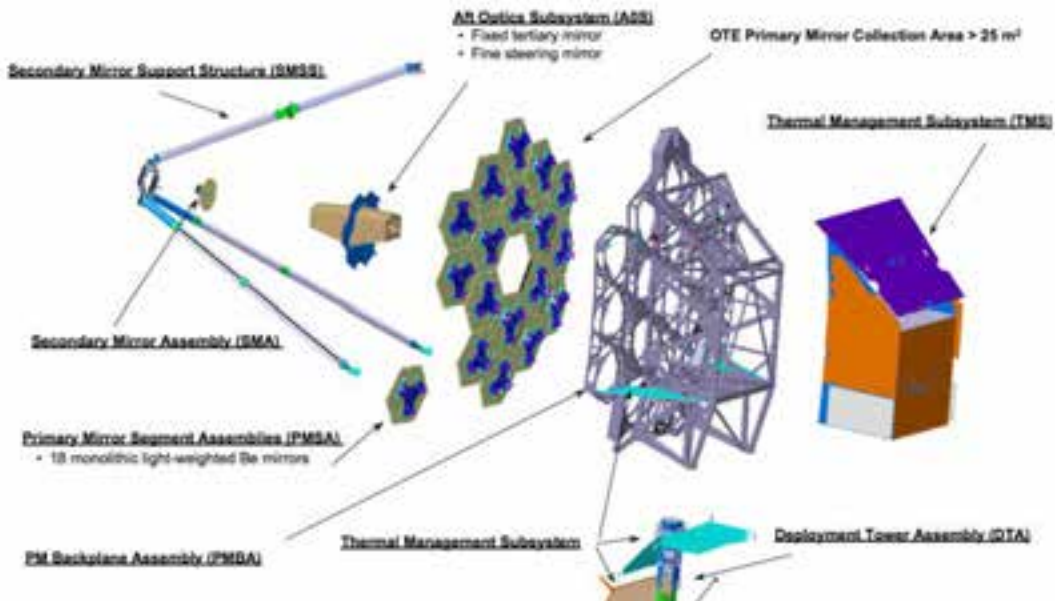 Aft Optics Subsystem (AOS)
• Fixed tertiary mirror
• Fine steering mirror
OTE Primary Mirror Collection Area > 25 m²
Secondary Mirror Support Structure (SMSS)
Thermal Management Subsystem (TMS)
Secondary Mirror Assembly (SMA)
Primary Mirror Segment Assemblies (PMSA)
• 18 monolithic light-weighted Be mirrors
PM Backplane Assembly (PMBA)
Thermal Management Subsystem
Deployment Tower Assembly (DTA)